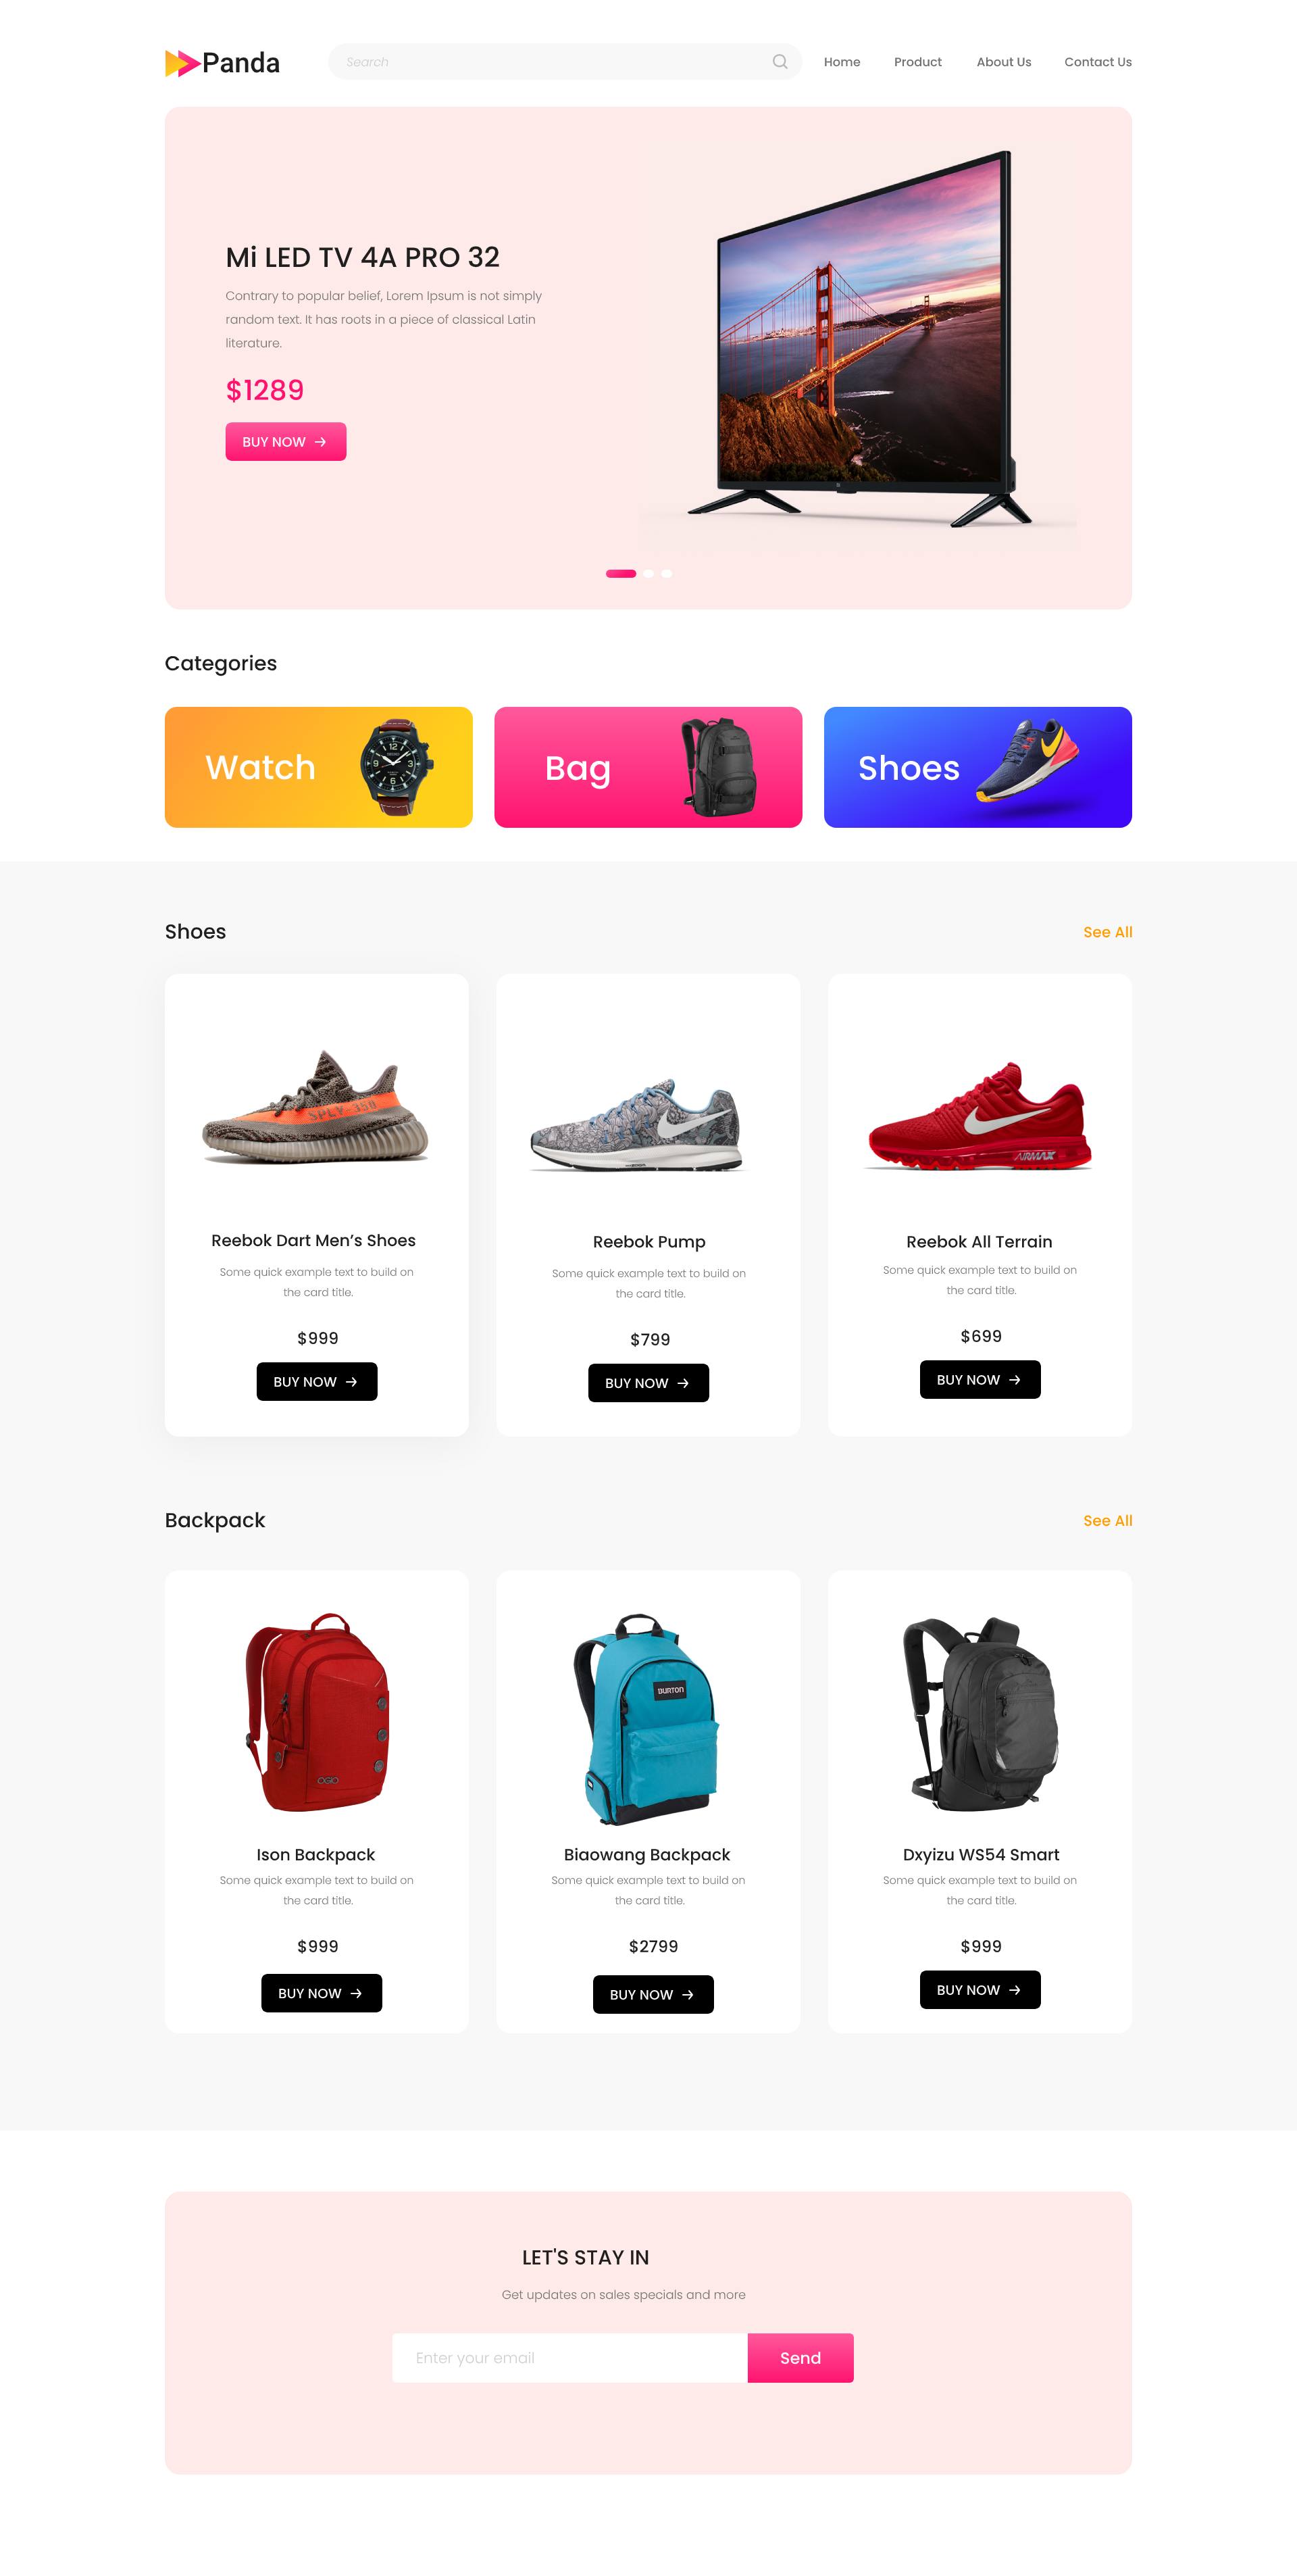 Panda
Search
Home
Product
About Us
Contact Us
Mi LED TV 4A PRO 32
Contrary to popular belief, Lorem Ipsum is not simply
random text. It has roots in a piece of classical Latin
literature.
$1289
BUY NOW
Categories
Watch
Bag
Shoes
Shoes
See All
SPLY-350
AIRMAX
Reebok Dart Men’s Shoes
Some quick example text to build on
the card title.
$999
BUY NOW
Reebok Pump
Some quick example text to build on
the card title.
$799
BUY NOW
Reebok All Terrain
Some quick example text to build on
the card title.
$699
BUY NOW
Backpack
See All
OGIO
BURTON
Ison Backpack
Some quick example text to build on
the card title.
$999
BUY NOW
Biaowang Backpack
Some quick example text to build on
the card title.
$2799
BUY NOW
Dxyizu WS54 Smart
Some quick example text to build on
the card title.
$999
BUY NOW
LET'S STAY IN
Get updates on sales specials and more
Enter your email
Send